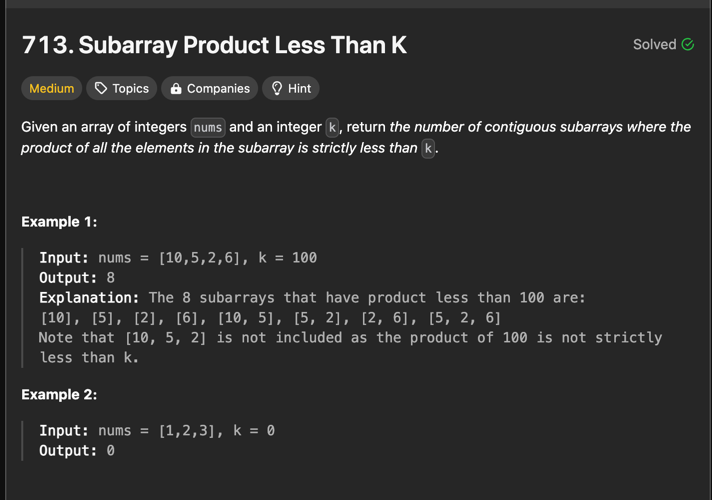 713. Subarray Product Less Than K
Solved
Medium
Topics
Companies
Hint
Given an array of integers nums and an integer k, return the number of contiguous subarrays where the
product of all the elements in the subarray is strictly less than k.
Example 1:
Input: nums = [10,5,2,6], k = 100
Output: 8
Explanation: The 8 subarrays that have product less than 100 are:
[10], [5], [2], [6], [10, 5], [5, 2], [2, 6], [5, 2, 6]
Note that [10, 5, 2] is not included as the product of 100 is not strictly
less than k.
Example 2:
Input: nums = [1,2,3], k = 0
Output: 0